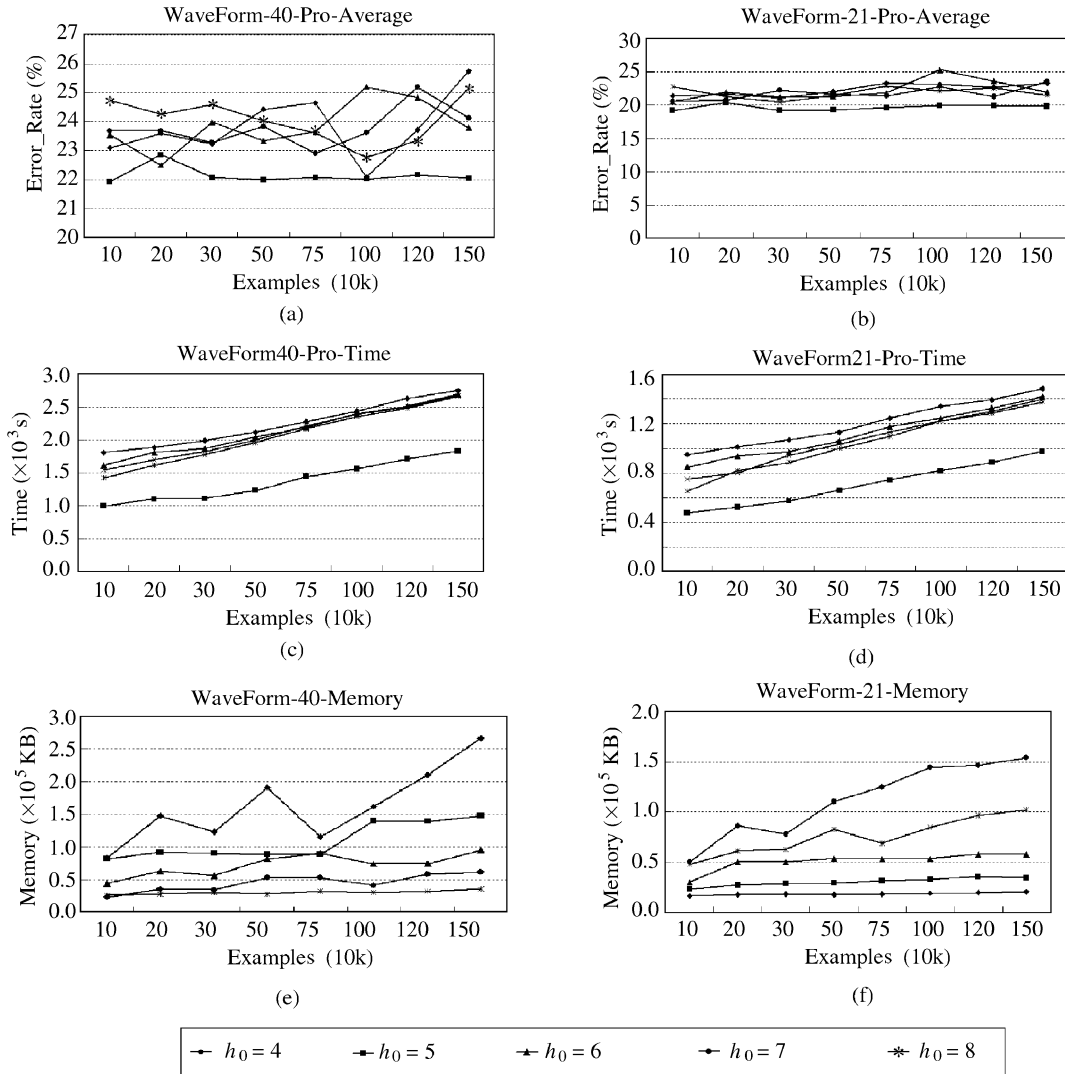 WaveForm-40-Pro-Average
Error_Rate (%)
27
26
25
24
23
22
21
20
10 20 30 50 75 100 120 150
Examples (10k)
(a)
WaveForm-21-Pro-Average
Error_Rate (%)
30
25
20
15
10
5
0
10 20 30 50 75 100 120 150
Examples (10k)
(b)
WaveForm40-Pro-Time
Time (×10³ s)
3.0
2.5
2.0
1.5
1.0
0.5
0.0
10 20 30 50 75 100 120 150
Examples (10k)
(c)
WaveForm21-Pro-Time
Time (×10³ s)
1.6
1.2
0.8
0.4
0.0
10 20 30 50 75 100 120 150
Examples (10k)
(d)
WaveForm-40-Memory
Memory (×10⁵ KB)
3.0
2.5
2.0
1.5
1.0
0.5
0.0
10 20 30 50 75 100 120 150
Examples (10k)
(e)
WaveForm-21-Memory
Memory (×10⁵ KB)
2.0
1.5
1.0
0.5
0.0
10 20 30 50 75 100 120 150
Examples (10k)
(f)
h₀ = 4 h₀ = 5 h₀ = 6 h₀ = 7 h₀ = 8